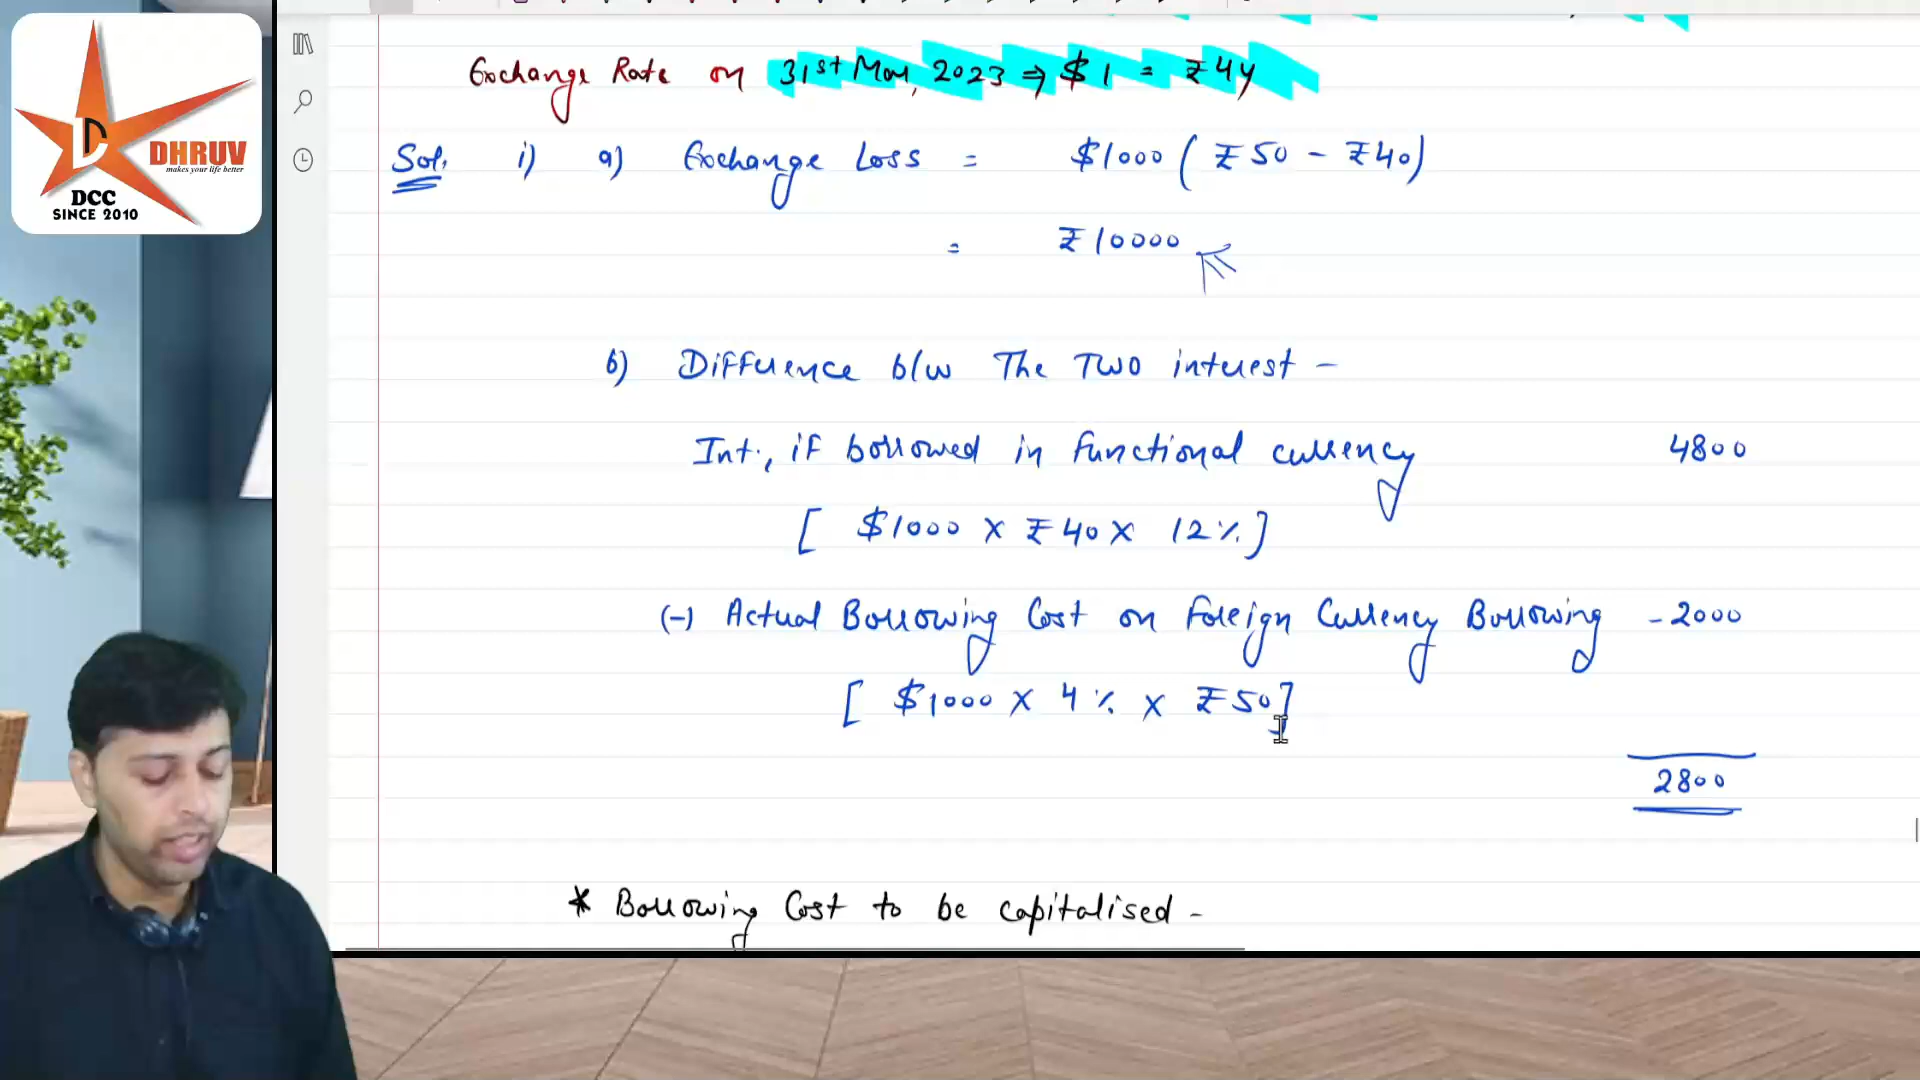 DHRUV
makes your life better
DCC
SINCE 2010
Exchange Rate on 31st Mar, 2023 ⇒ $1 = ₹44
Sol. i) a) Exchange Loss = $1000 ( ₹50 - ₹40)
= ₹10000
b) Difference b/w The Two interest -
Int., if borrowed in functional currency 4800
[ $1000 X ₹40 X 12%]
(-) Actual Borrowing Cost on Foreign Currency Borrowing - 2000
[ $1000 X 4% X ₹50]
2800
* Borrowing Cost to be capitalised -